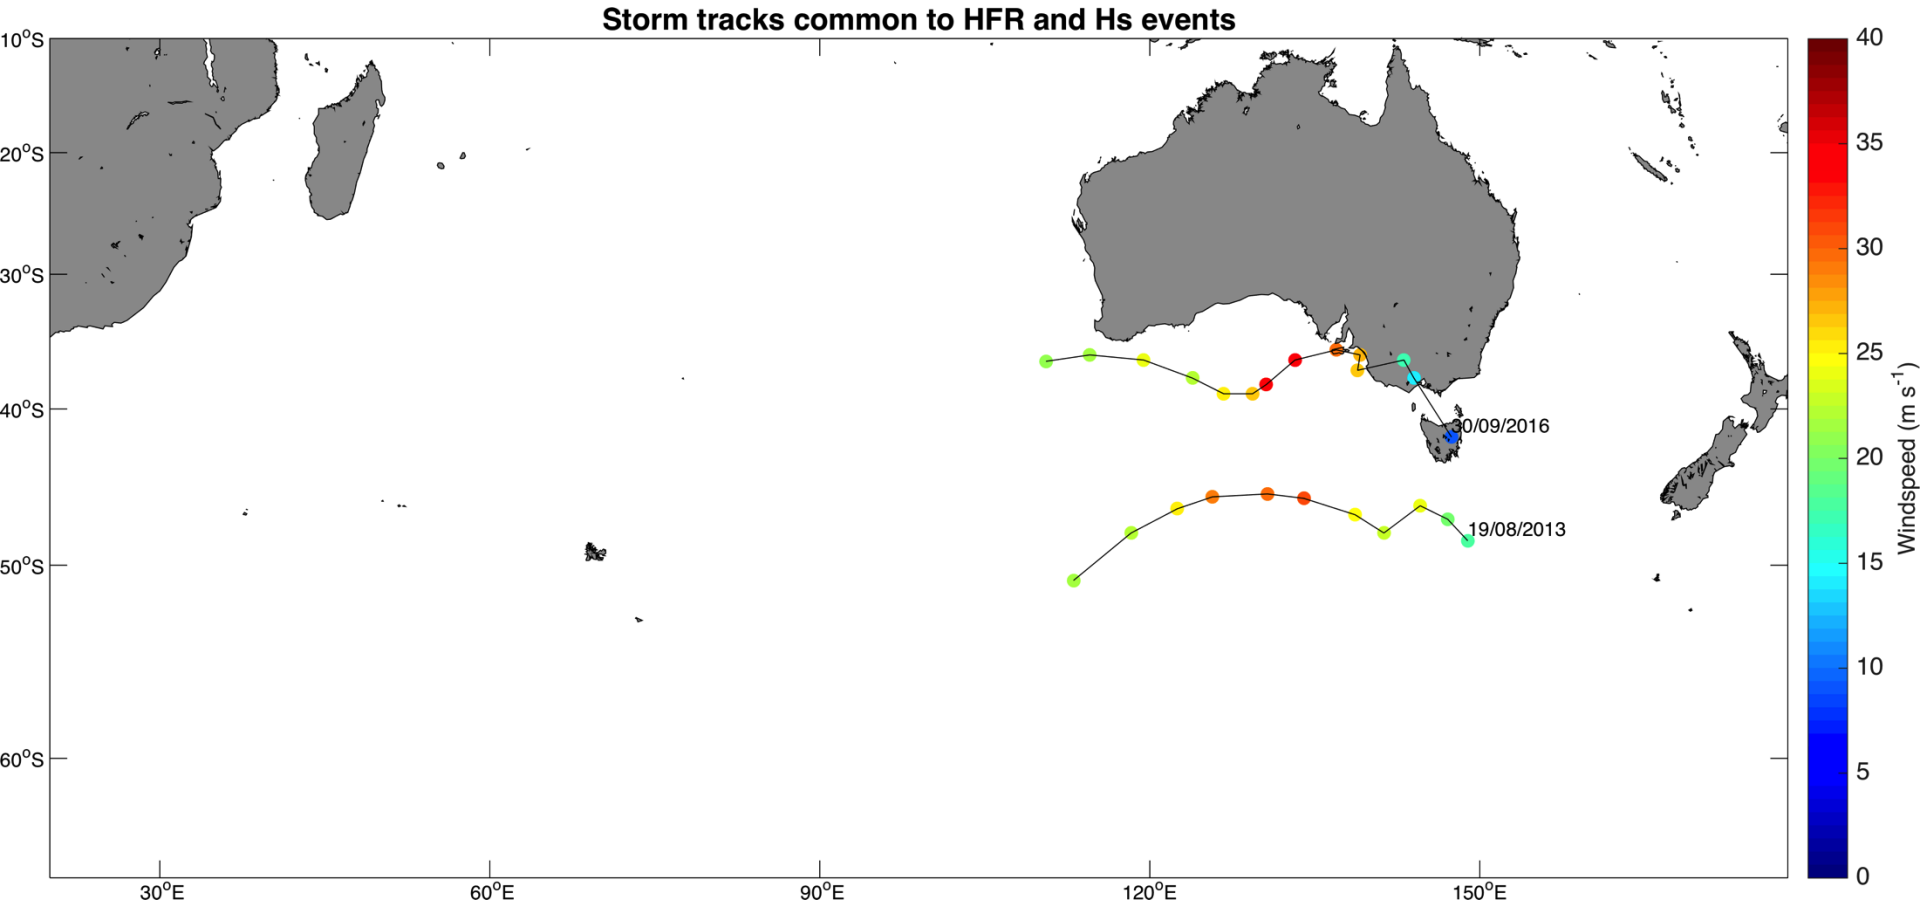 Storm tracks common to HFR and Hs events
10°S
20°S
30°S
40°S
50°S
60°S
30°E
60°E
90°E
120°E
150°E
30/09/2016
19/08/2013
40
35
30
25
20
15
10
5
0
Windspeed (m s⁻¹)